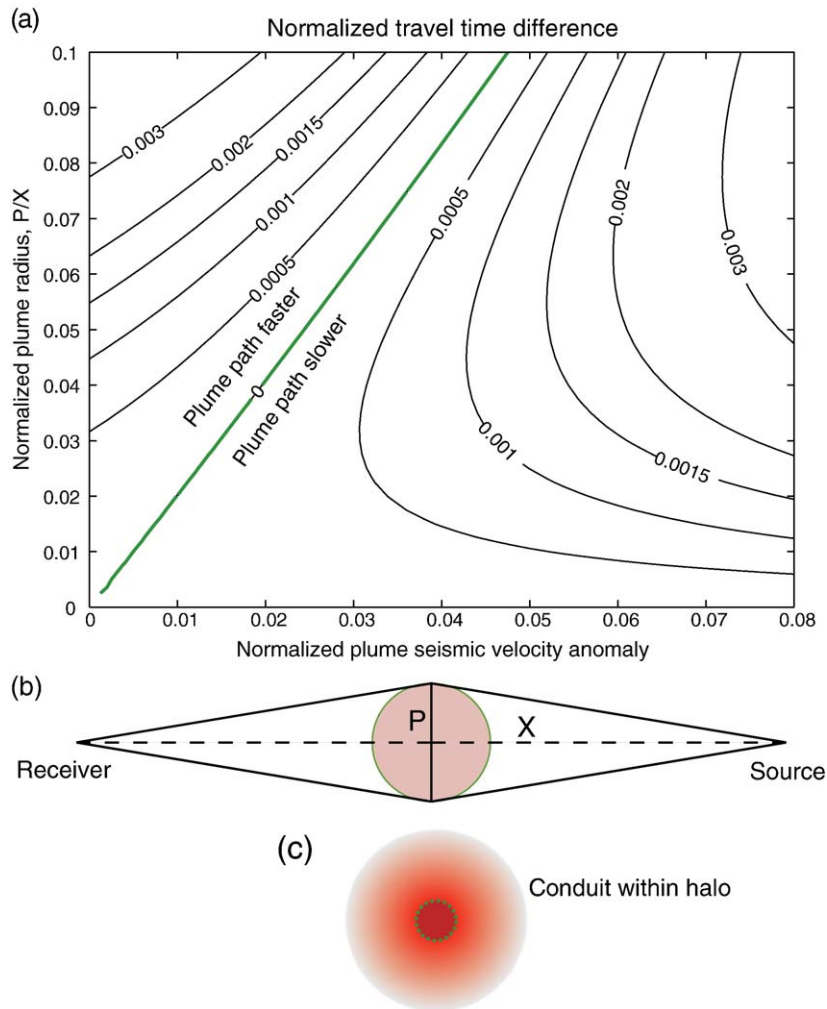 (a)
Normalized travel time difference
0.1
0.09
0.08
0.07
0.06
0.05
0.04
0.03
0.02
0.01
0
Normalized plume radius, P/X
0.003
0.002
0.0015
0.001
0.0005
0
Plume path faster
Plume path slower
0.0005
0.001
0.0015
0.002
0.003
0
0.01
0.02
0.03
0.04
0.05
0.06
0.07
0.08
Normalized plume seismic velocity anomaly
(b)
P
X
Receiver
Source
(c)
Conduit within halo